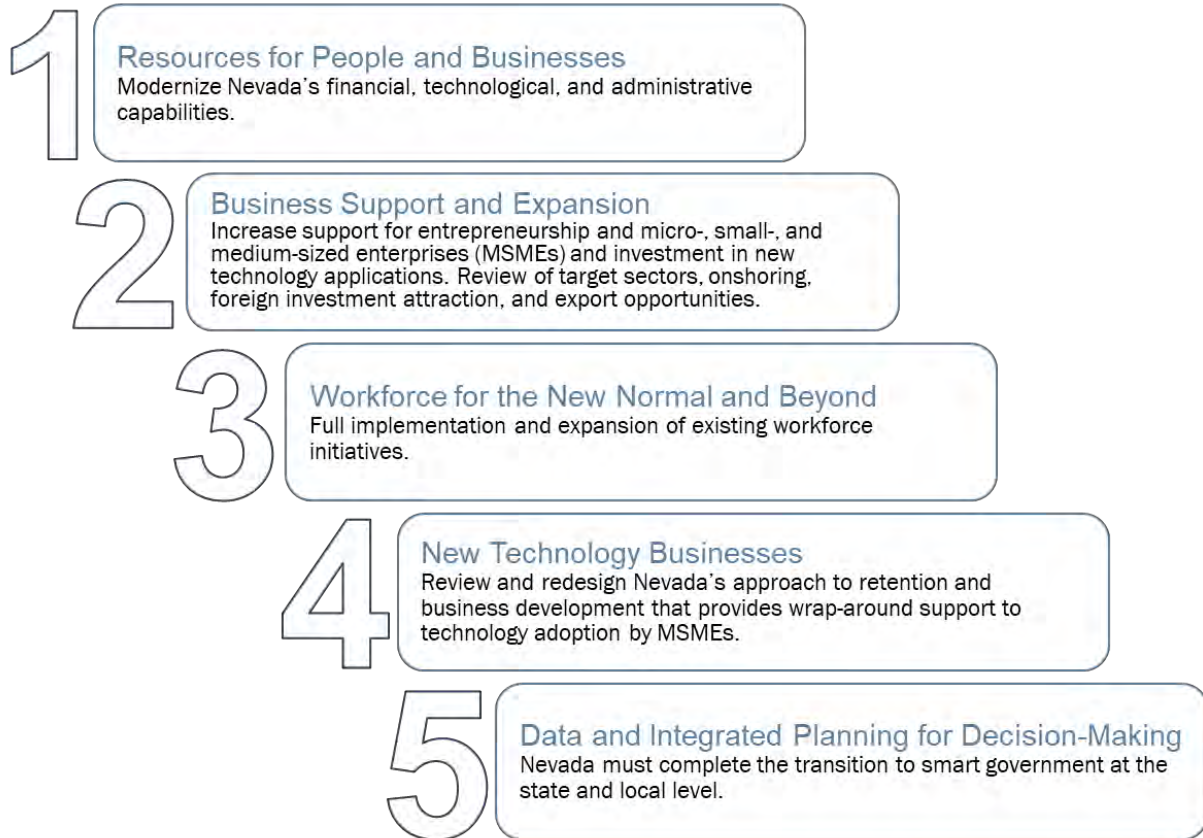 1
Resources for People and Businesses
Modernize Nevada's financial, technological, and administrative
capabilities.
2
Business Support and Expansion
Increase support for entrepreneurship and micro-, small-, and
medium-sized enterprises (MSMEs) and investment in new
technology applications. Review of target sectors, onshoring,
foreign investment attraction, and export opportunities.
3
Workforce for the New Normal and Beyond
Full implementation and expansion of existing workforce
initiatives.
4
New Technology Businesses
Review and redesign Nevada's approach to retention and
business development that provides wrap-around support to
technology adoption by MSMEs.
5
Data and Integrated Planning for Decision-Making
Nevada must complete the transition to smart government at the
state and local level.